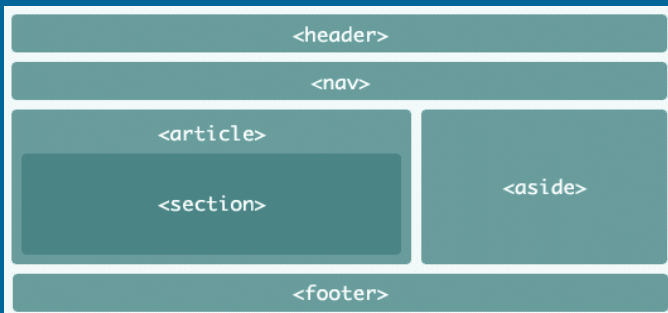 <header>
<nav>
<article>
<section>
<aside>
<footer>